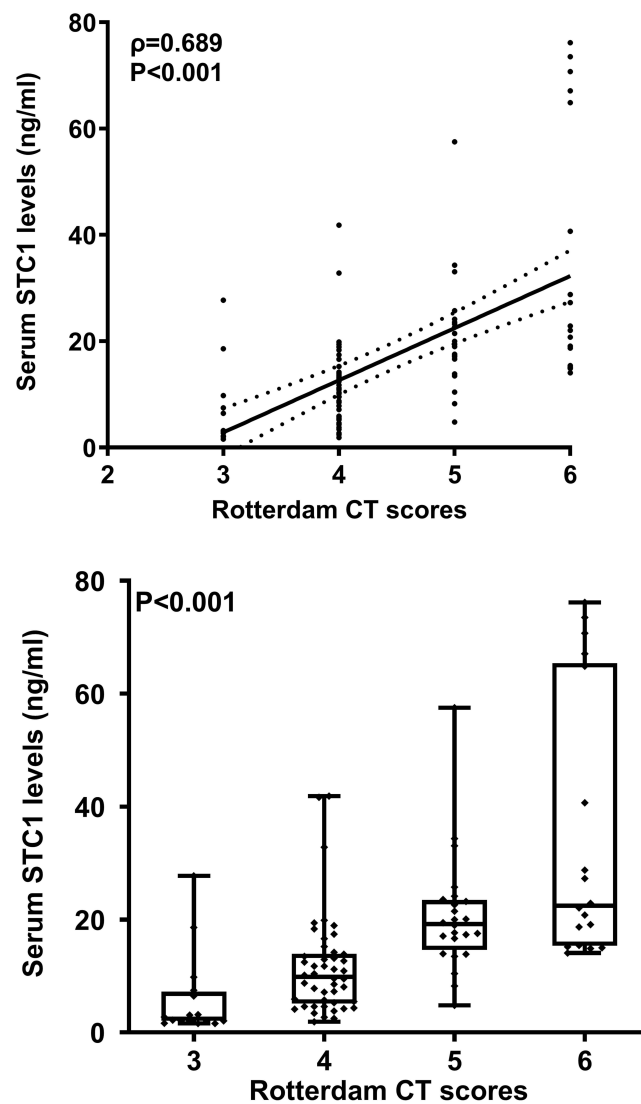 80
ρ=0.689
P<0.001
60
40
20
0
2 3 4 5 6
Serum STC1 levels (ng/ml)
Rotterdam CT scores
80
P<0.001
60
40
20
0
3 4 5 6
Serum STC1 levels (ng/ml)
Rotterdam CT scores